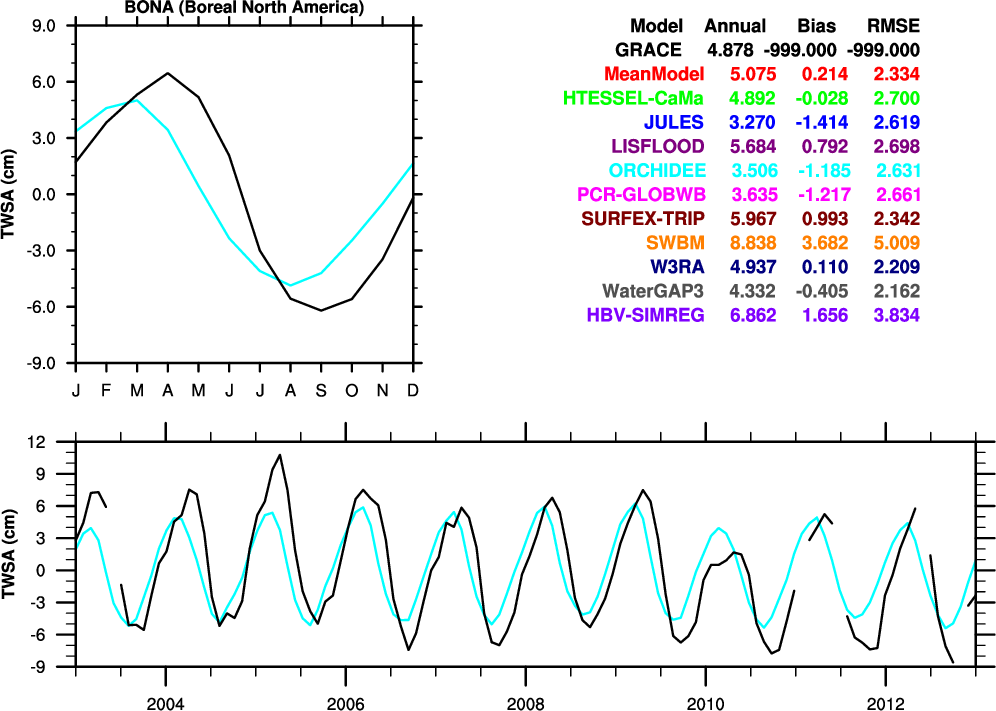 BONA (Boreal North America)
9.0
6.0
3.0
0.0
-3.0
-6.0
-9.0
TWSA (cm)
J F M A M J J A S O N D
Model Annual Bias RMSE
GRACE 4.878 -999.000 -999.000
MeanModel 5.075 0.214 2.334
HTESSEL-CaMa 4.892 -0.028 2.700
JULES 3.270 -1.414 2.619
LISFLOOD 5.684 0.792 2.698
ORCHIDEE 3.506 -1.185 2.631
PCR-GLOBWB 3.635 -1.217 2.661
SURFEX-TRIP 5.967 0.993 2.342
SWBM 8.838 3.682 5.009
W3RA 4.937 0.110 2.209
WaterGAP3 4.332 -0.405 2.162
HBV-SIMREG 6.862 1.656 3.834
12
9
6
3
0
-3
-6
-9
TWSA (cm)
2004 2006 2008 2010 2012